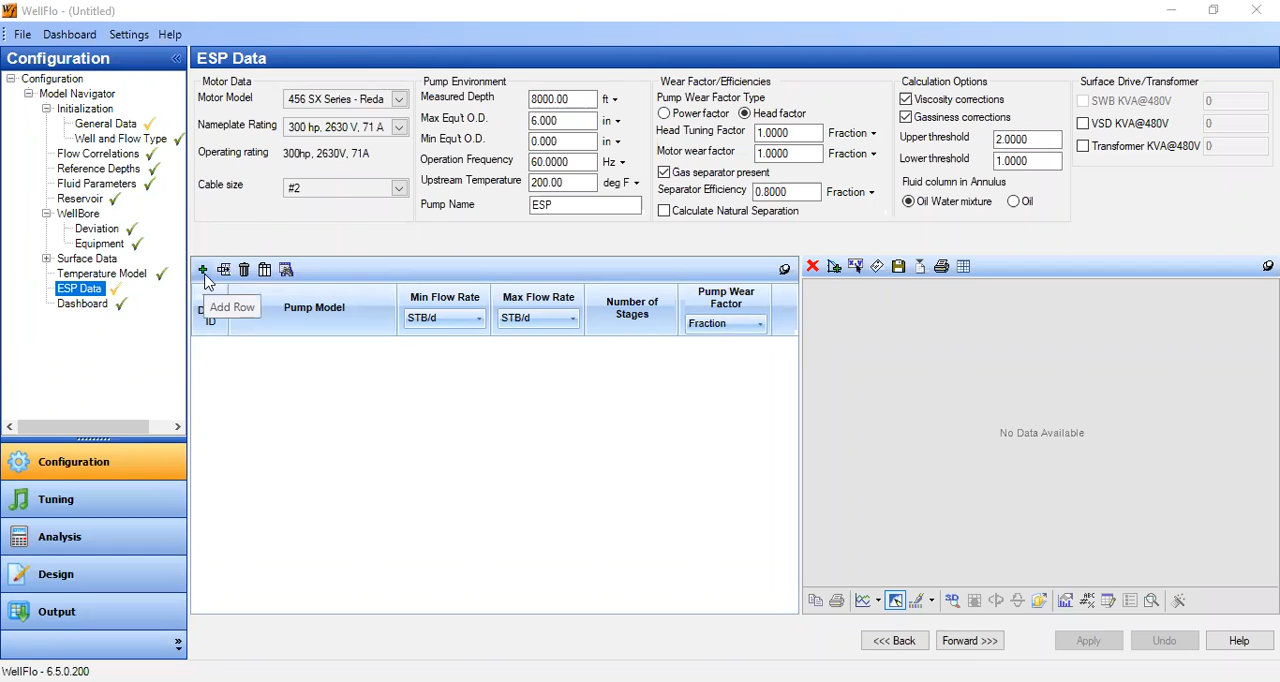 WellFlo - (Untitled)
File Dashboard Settings Help
Configuration
Configuration
Model Navigator
Initialization
General Data
Well and Flow Type
Flow Correlations
Reference Depths
Fluid Parameters
Reservoir
WellBore
Deviation
Equipment
Surface Data
Temperature Model
ESP Data
Dashboard
Configuration
Tuning
Analysis
Design
Output
ESP Data
Motor Data
Motor Model 456 SX Series - Reda
Nameplate Rating 300 hp, 2630 V, 71 A
Operating rating 300hp, 2630V, 71A
Cable size #2
Pump Environment
Measured Depth 8000.00 ft
Max Equ't O.D. 6.000 in
Min Equ't O.D. 0.000 in
Operation Frequency 60.0000 Hz
Upstream Temperature 200.00 deg F
Pump Name ESP
Wear Factor/Efficiencies
Pump Wear Factor Type
Power factor Head factor
Head Tuning Factor 1.0000 Fraction
Motor wear factor 1.0000 Fraction
Gas separator present
Separator Efficiency 0.8000 Fraction
Calculate Natural Separation
Calculation Options
Viscosity corrections
Gassiness corrections
Upper threshold 2.0000
Lower threshold 1.0000
Fluid column in Annulus
Oil Water mixture Oil
Surface Drive/Transformer
SWB KVA@480V 0
VSD KVA@480V 0
Transformer KVA@480V 0
Add Row
ID
Pump Model
Min Flow Rate
STB/d
Max Flow Rate
STB/d
Number of
Stages
Pump Wear
Factor
Fraction
No Data Available
3D
<<< Back Forward >>> Apply Undo Help
WellFlo - 6.5.0.200